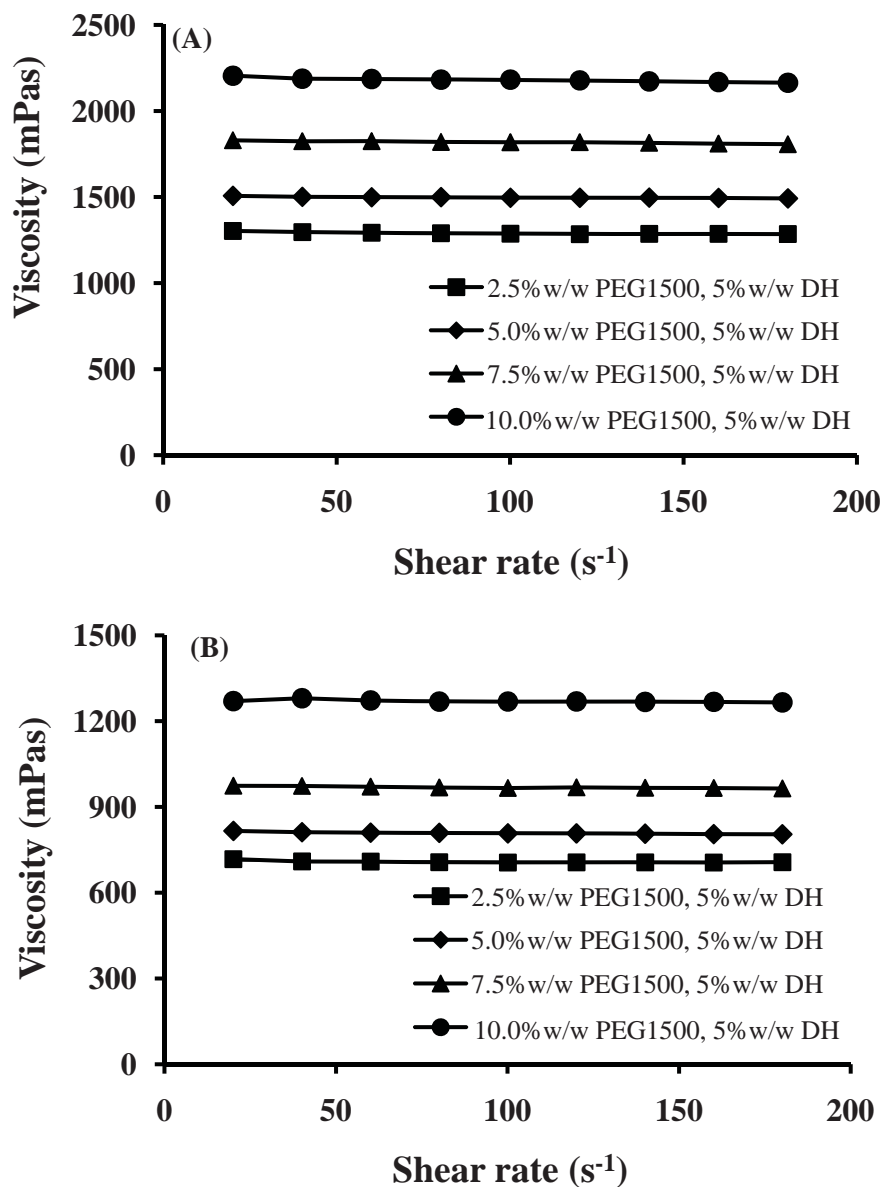 (A)
2500
2000
1500
1000
500
0
Viscosity (mPas)
2.5%w/w PEG1500, 5%w/w DH
5.0%w/w PEG1500, 5%w/w DH
7.5%w/w PEG1500, 5%w/w DH
10.0%w/w PEG1500, 5%w/w DH
0 50 100 150 200
Shear rate (s⁻¹)
(B)
1500
1200
900
600
300
0
Viscosity (mPas)
2.5%w/w PEG1500, 5%w/w DH
5.0%w/w PEG1500, 5%w/w DH
7.5%w/w PEG1500, 5%w/w DH
10.0%w/w PEG1500, 5%w/w DH
0 50 100 150 200
Shear rate (s⁻¹)